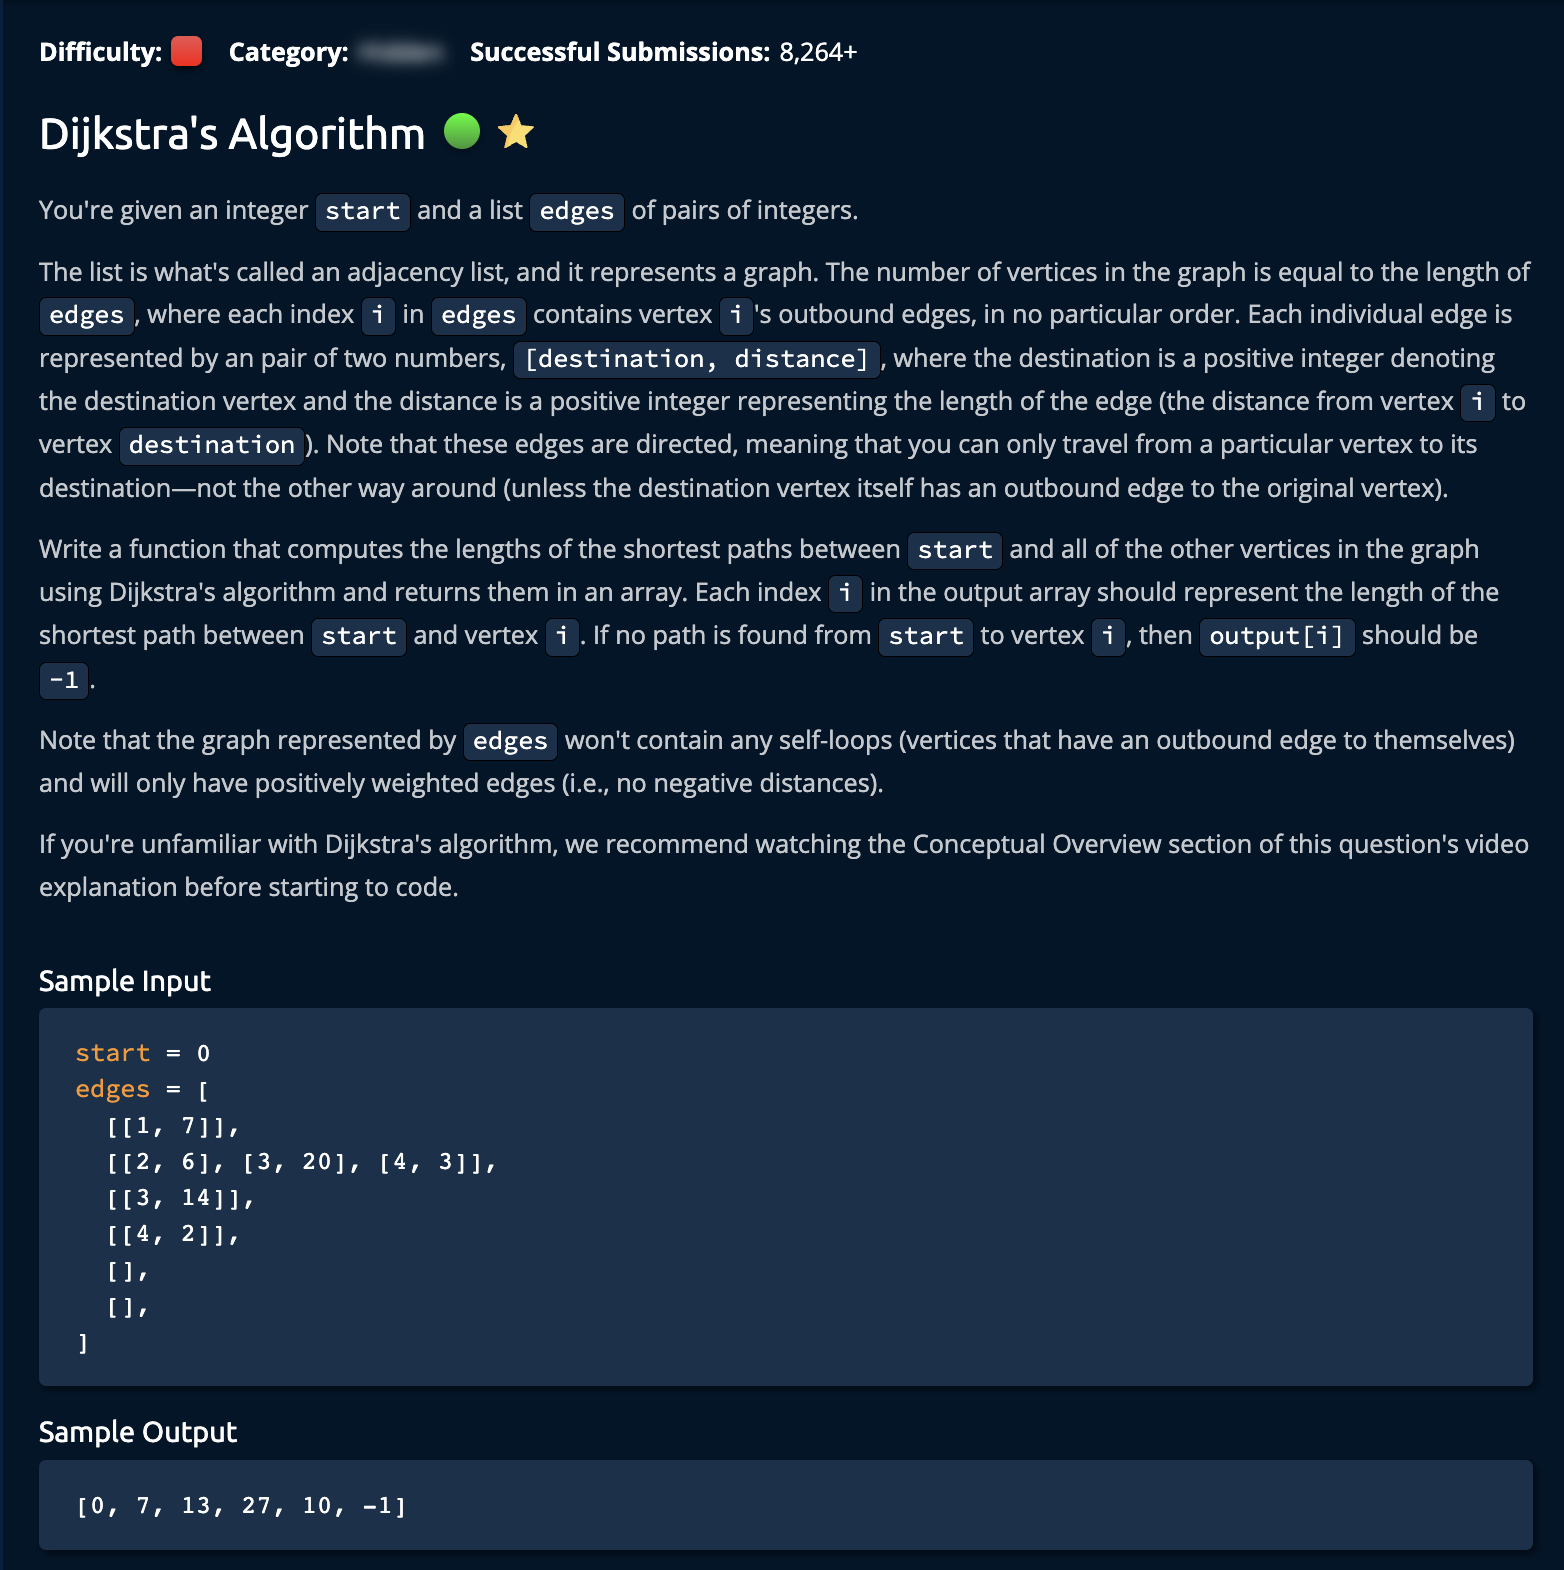 Difficulty: Category: Successful Submissions: 8,264+
Dijkstra's Algorithm
You're given an integer start and a list edges of pairs of integers.
The list is what's called an adjacency list, and it represents a graph. The number of vertices in the graph is equal to the length of
edges, where each index i in edges contains vertex i's outbound edges, in no particular order. Each individual edge is
represented by an pair of two numbers, [destination, distance], where the destination is a positive integer denoting
the destination vertex and the distance is a positive integer representing the length of the edge (the distance from vertex i to
vertex destination). Note that these edges are directed, meaning that you can only travel from a particular vertex to its
destination—not the other way around (unless the destination vertex itself has an outbound edge to the original vertex).
Write a function that computes the lengths of the shortest paths between start and all of the other vertices in the graph
using Dijkstra's algorithm and returns them in an array. Each index i in the output array should represent the length of the
shortest path between start and vertex i. If no path is found from start to vertex i, then output[i] should be
-1.
Note that the graph represented by edges won't contain any self-loops (vertices that have an outbound edge to themselves)
and will only have positively weighted edges (i.e., no negative distances).
If you're unfamiliar with Dijkstra's algorithm, we recommend watching the Conceptual Overview section of this question's video
explanation before starting to code.
Sample Input
start = 0
edges = [
[[1, 7]],
[[2, 6], [3, 20], [4, 3]],
[[3, 14]],
[[4, 2]],
[],
[],
]
Sample Output
[0, 7, 13, 27, 10, -1]